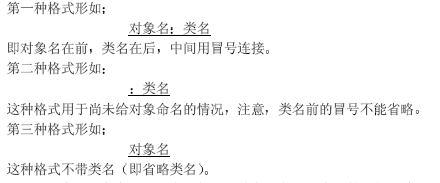 第一种格式形如：
对象名：类名
即对象名在前，类名在后，中间用冒号连接。
第二种格式形如：
：类名
这种格式用于尚未给对象命名的情况，注意，类名前的冒号不能省略。
第三种格式形如：
对象名
这种格式不带类名（即省略类名）。